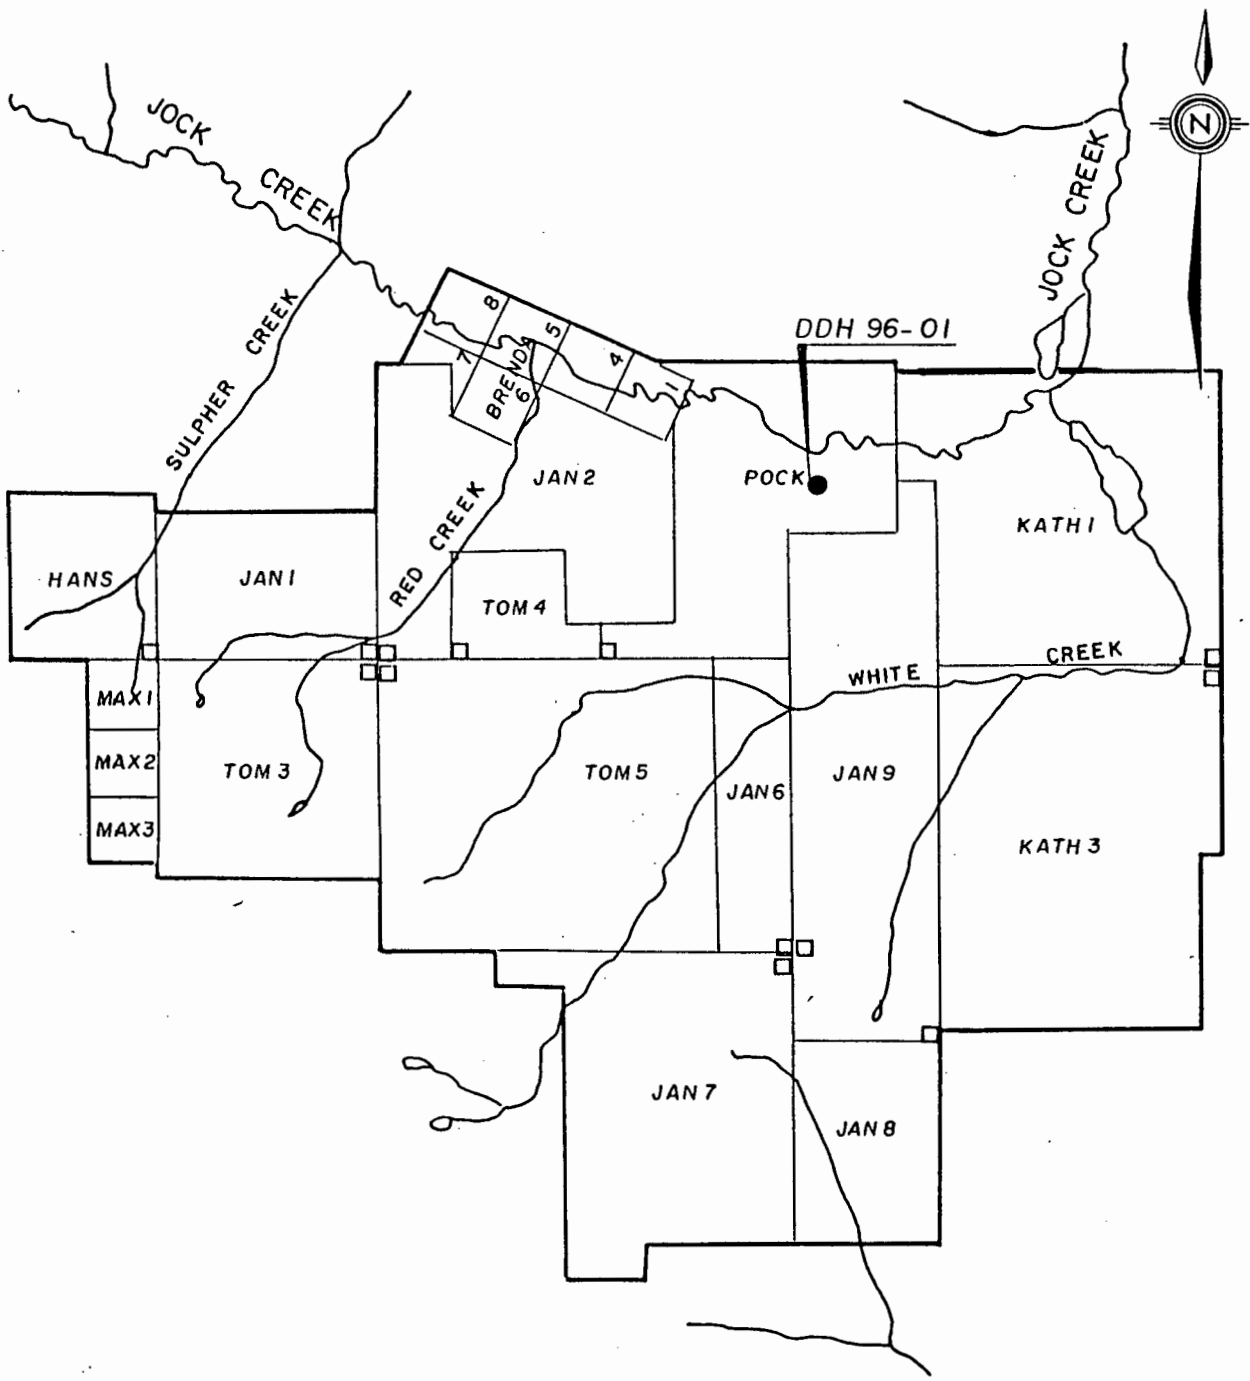 JOCK CREEK
N
JOCK CREEK
SULPHER CREEK
8
5
4
1
7
BRENDA
6
DDH 96-01
JAN 2
POCK
KATH 1
RED CREEK
HANS
JAN 1
TOM 4
WHITE CREEK
MAX 1
MAX 2
MAX 3
TOM 3
TOM 5
JAN 6
JAN 9
KATH 3
JAN 7
JAN 8